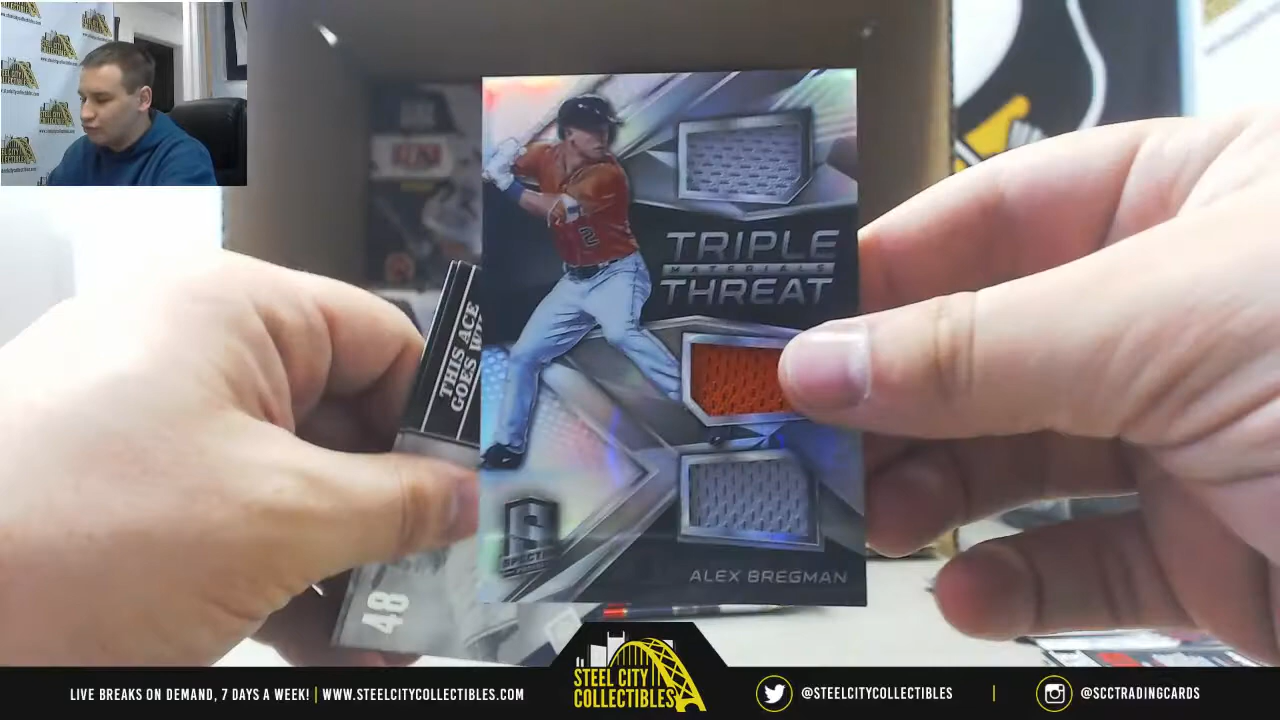 TRIPLE
MATERIALS
THREAT
2
ALEX BREGMAN
THIS ACE
GOES
48
STEEL CITY
COLLECTIBLES
LIVE BREAKS ON DEMAND, 7 DAYS A WEEK! | WWW.STEELCITYCOLLECTIBLES.COM
@STEELCITYCOLLECTIBLES | @SCCTRADINGCARDS